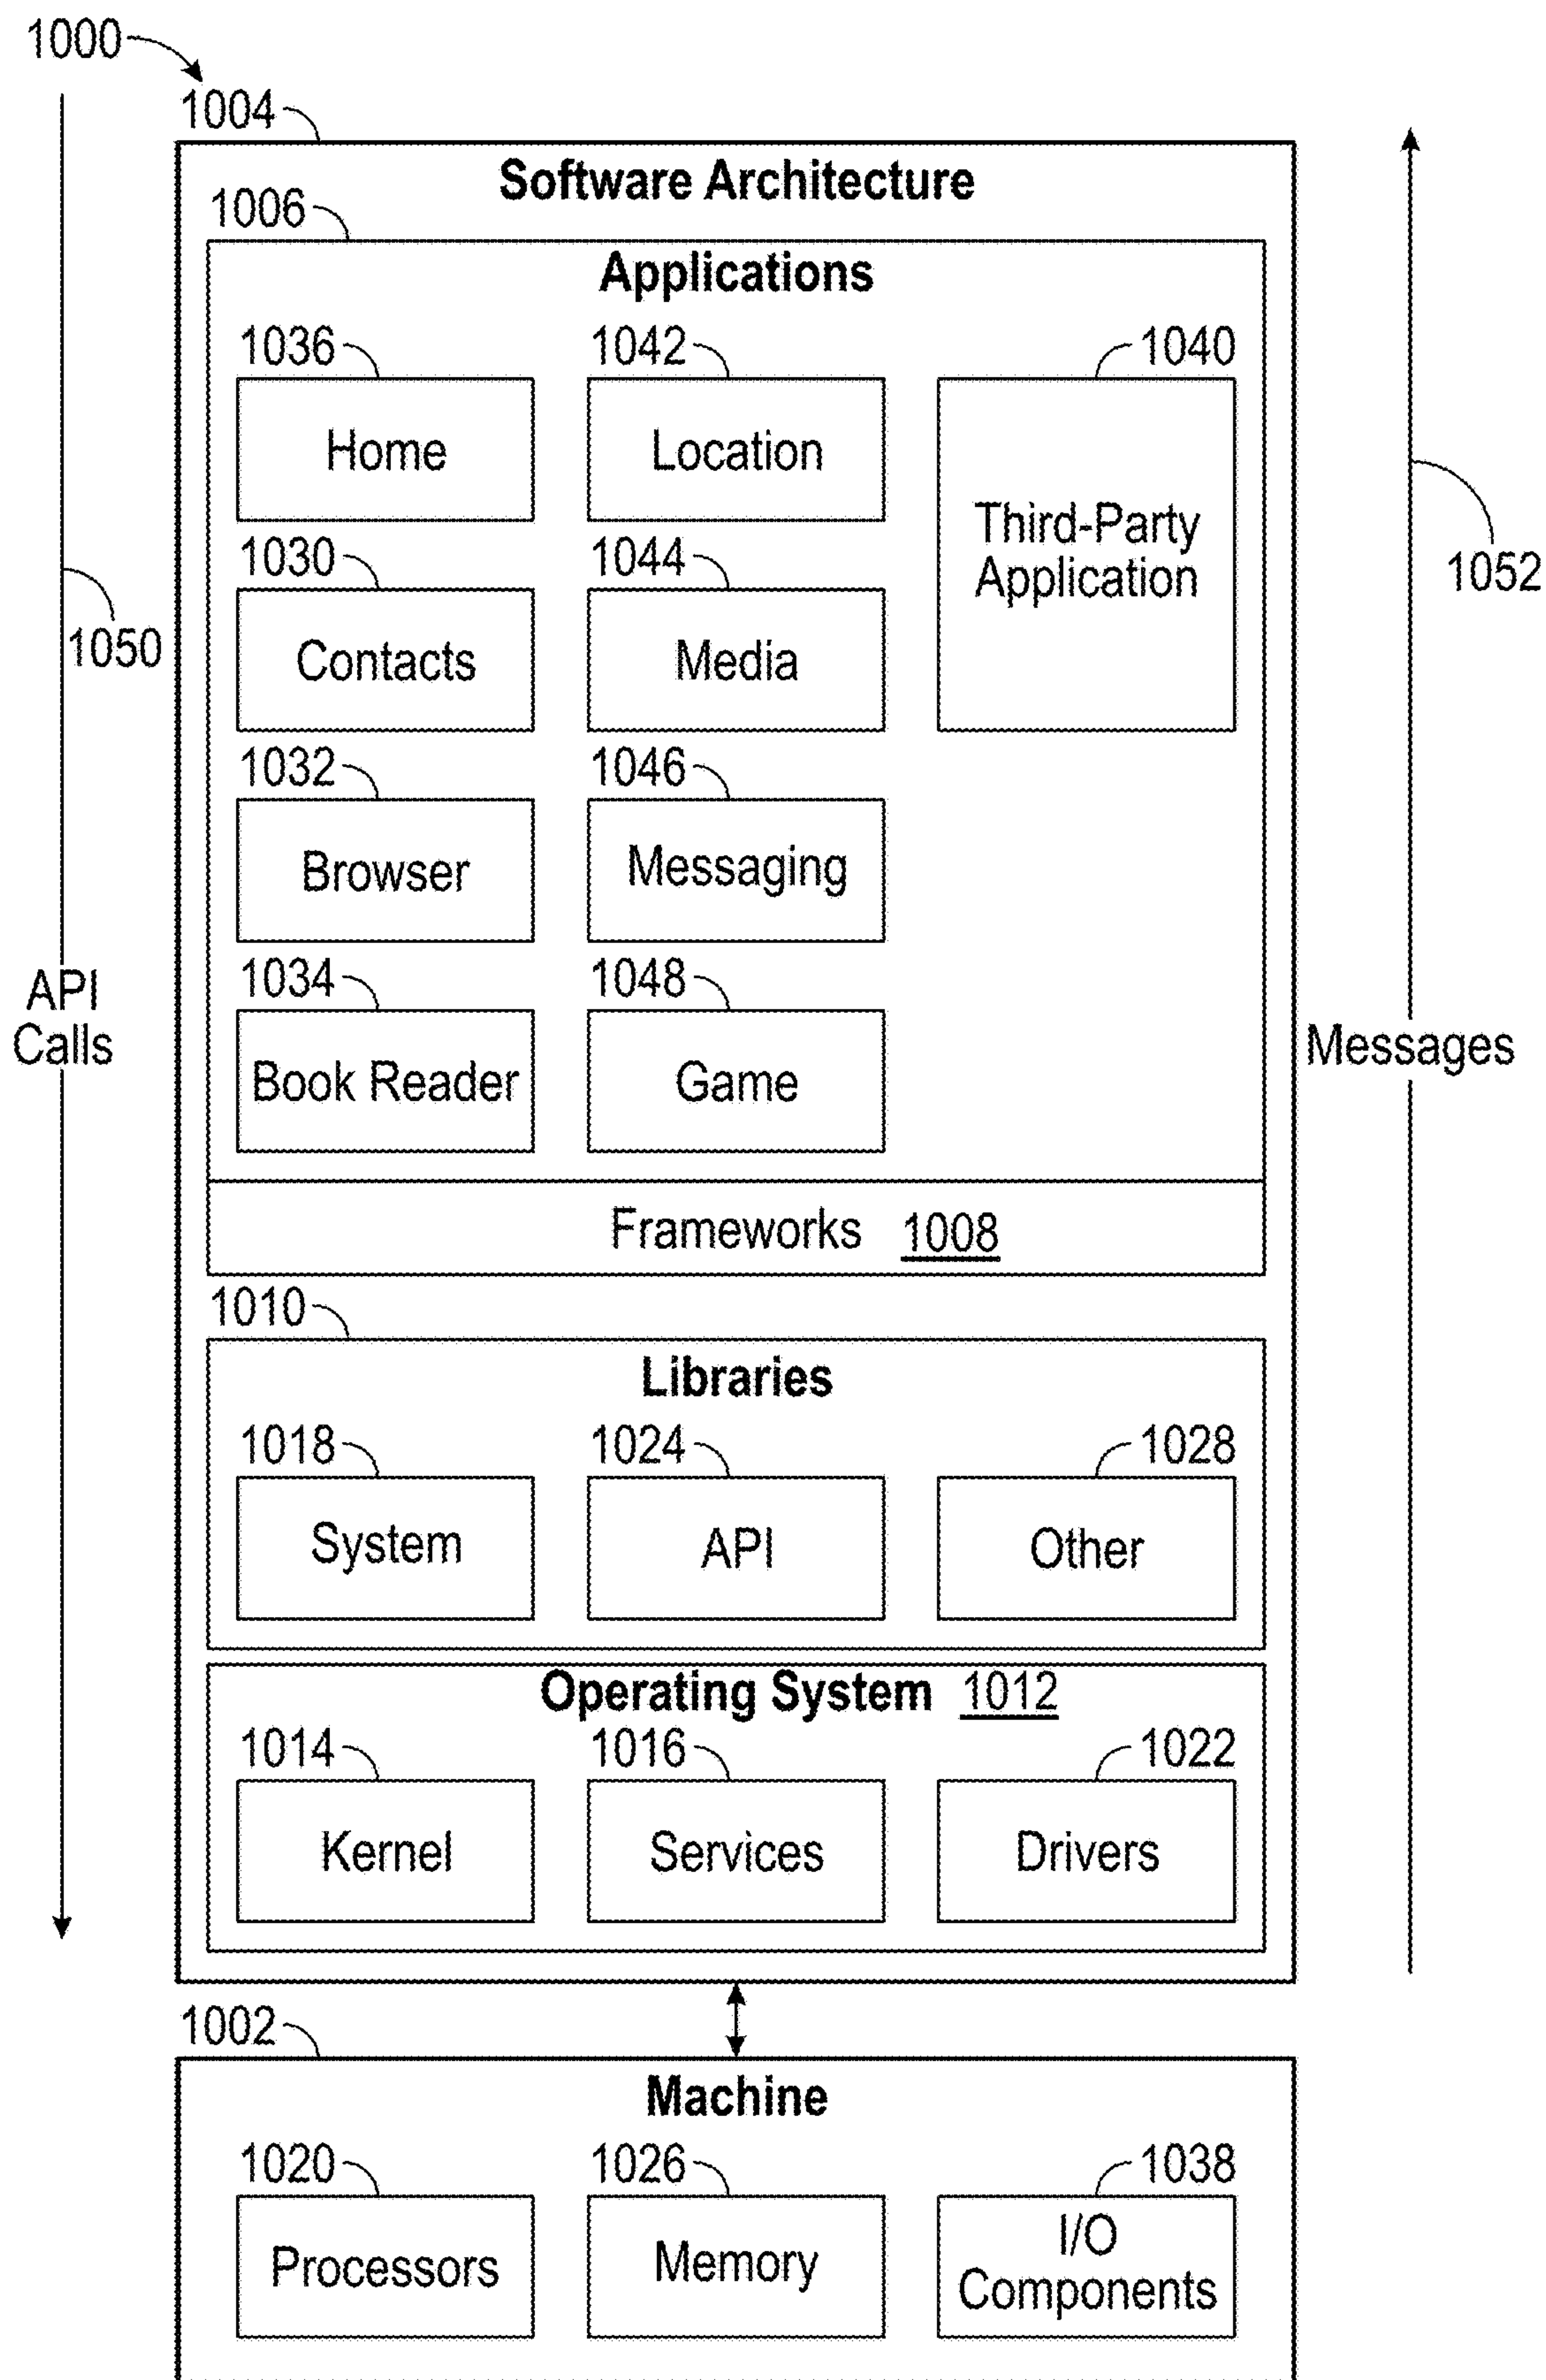 1000
1004
Software Architecture
1006
Applications
1036 1042 1040
Home Location
Third-Party
Application
1030 1044
1052
1050
Contacts Media
1032 1046
Browser Messaging
1034 1048
API
Calls
Messages
Book Reader Game
Frameworks 1008
1010
Libraries
1018 1024 1028
System API Other
Operating System 1012
1014 1016 1022
Kernel Services Drivers
1002
Machine
1020 1026 1038
Processors Memory
I/O
Components